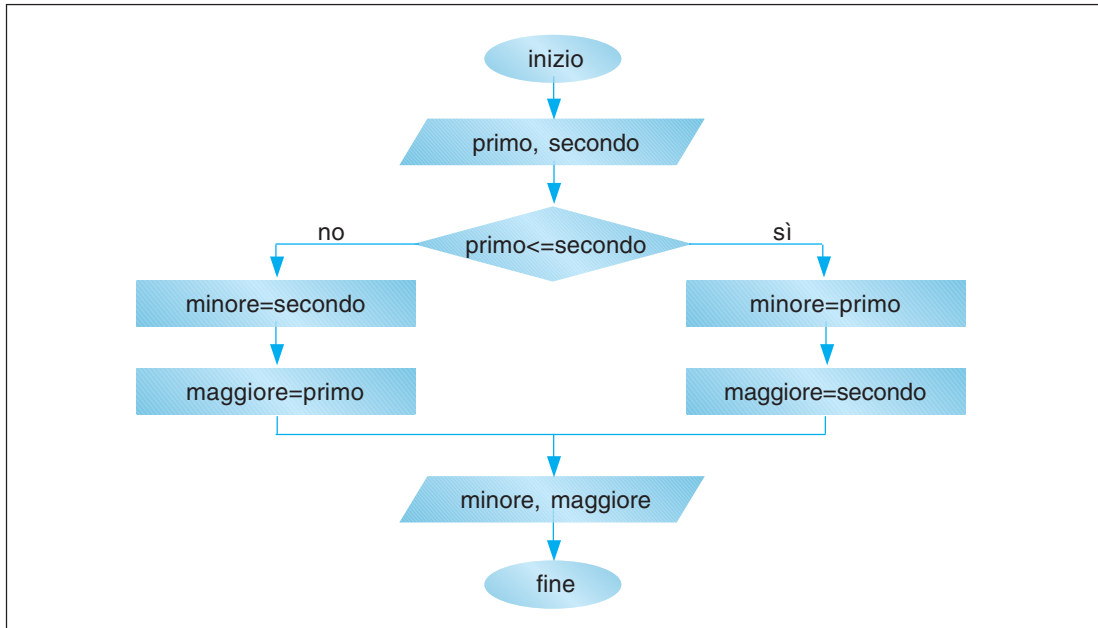 inizio
primo, secondo
no
primo<=secondo
sì
minore=secondo
minore=primo
maggiore=primo
maggiore=secondo
minore, maggiore
fine